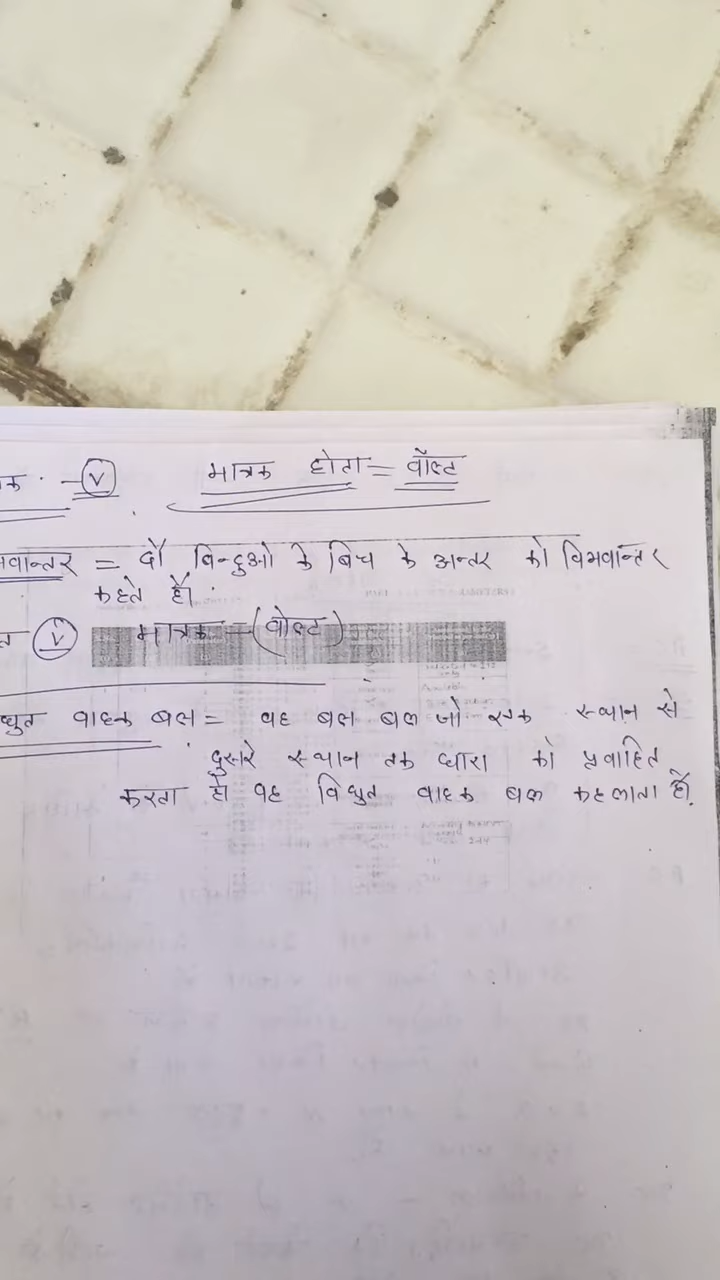 क. - V मात्रक होता = वॉल्ट
भवान्तर = दो बिन्दुओ के बिच के अन्तर को विभवान्तर
कहते हैं।
त V मात्रक - (वोल्ट)
द्युत वाहक बल = वह बल बल जो एक स्थान से
दुसरे स्थान तक धारा को प्रवाहित
करता हैं वह विद्युत वाहक बल कहलाता हैं.